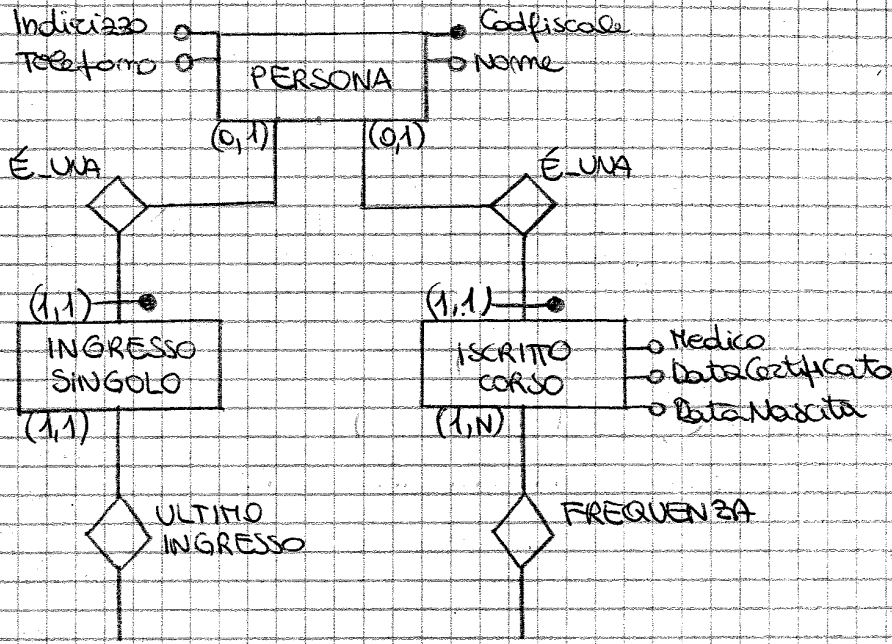 Indirizzo
Telefono
Codfiscale
Nome
PERSONA
(0,1)
(0,1)
É_UNA
É_UNA
(1,1)
(1,1)
INGRESSO
SINGOLO
ISCRITTO
CORSO
Medico
DataCertificato
DataNascita
(1,1)
(1,N)
ULTIMO
INGRESSO
FREQUENZA